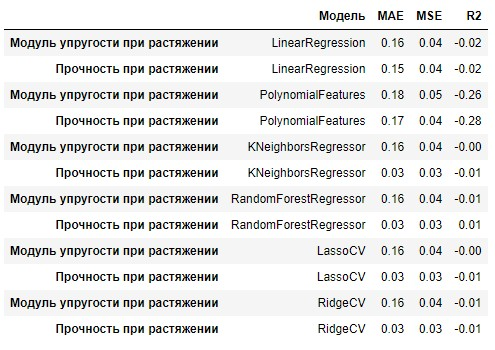 Модель MAE MSE R2
Модуль упругости при растяжении LinearRegression 0.16 0.04 -0.02
Прочность при растяжении LinearRegression 0.15 0.04 -0.02
Модуль упругости при растяжении PolynomialFeatures 0.18 0.05 -0.26
Прочность при растяжении PolynomialFeatures 0.17 0.04 -0.28
Модуль упругости при растяжении KNeighborsRegressor 0.16 0.04 -0.00
Прочность при растяжении KNeighborsRegressor 0.03 0.03 -0.01
Модуль упругости при растяжении RandomForestRegressor 0.16 0.04 -0.01
Прочность при растяжении RandomForestRegressor 0.03 0.03 0.01
Модуль упругости при растяжении LassoCV 0.16 0.04 -0.00
Прочность при растяжении LassoCV 0.03 0.03 -0.01
Модуль упругости при растяжении RidgeCV 0.16 0.04 -0.01
Прочность при растяжении RidgeCV 0.03 0.03 -0.01